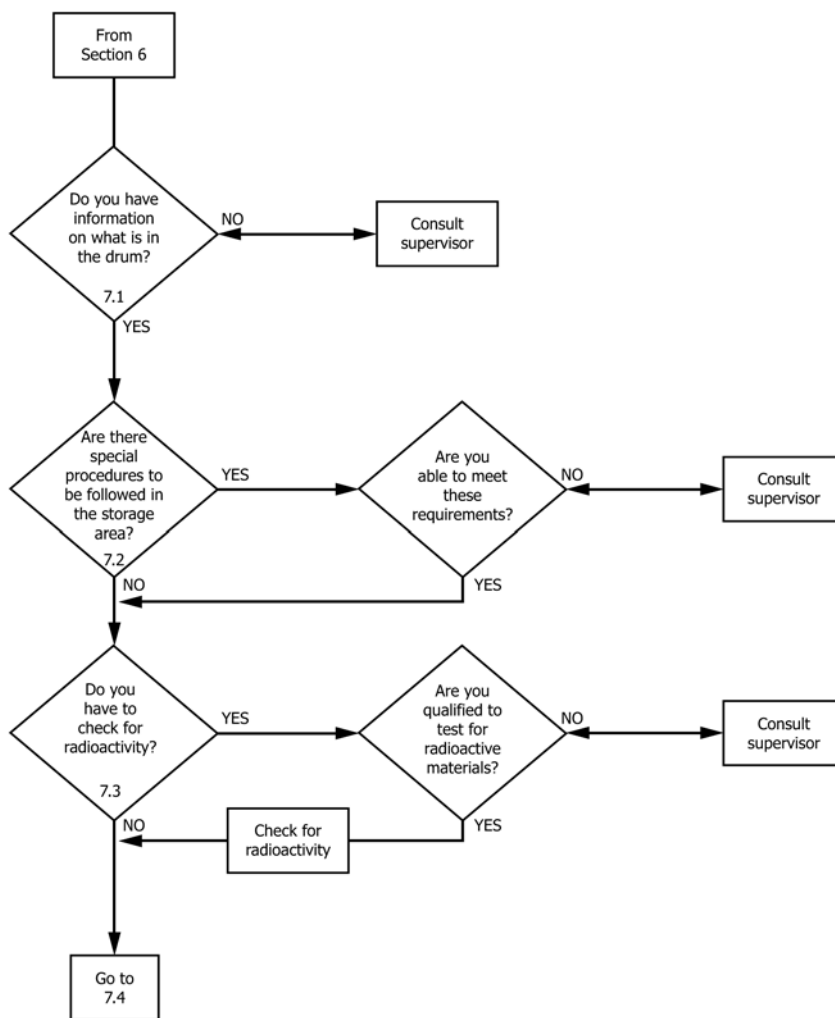 From
Section 6
Do you have
information
on what is in
the drum?
7.1
NO
Consult
supervisor
YES
Are there
special
procedures to
be followed in
the storage
area?
7.2
YES
Are you
able to meet
these
requirements?
NO
Consult
supervisor
NO
YES
Do you
have to
check for
radioactivity?
7.3
YES
Are you
qualified to
test for
radioactive
materials?
NO
Consult
supervisor
NO
Check for
radioactivity
YES
Go to
7.4